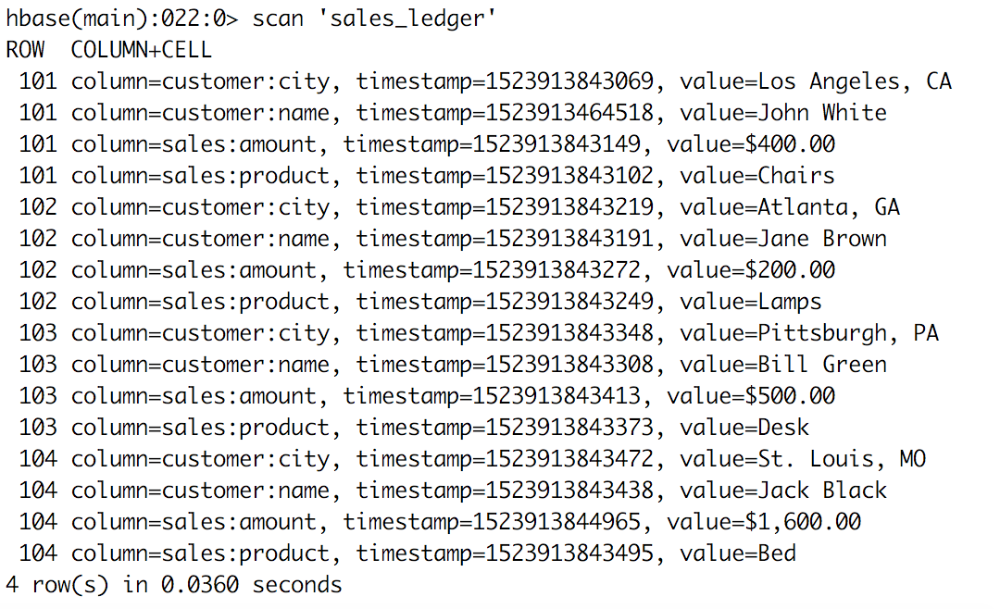 hbase(main):022:0> scan 'sales_ledger'
ROW COLUMN+CELL
101 column=customer:city, timestamp=1523913843069, value=Los Angeles, CA
101 column=customer:name, timestamp=1523913464518, value=John White
101 column=sales:amount, timestamp=1523913843149, value=$400.00
101 column=sales:product, timestamp=1523913843102, value=Chairs
102 column=customer:city, timestamp=1523913843219, value=Atlanta, GA
102 column=customer:name, timestamp=1523913843191, value=Jane Brown
102 column=sales:amount, timestamp=1523913843272, value=$200.00
102 column=sales:product, timestamp=1523913843249, value=Lamps
103 column=customer:city, timestamp=1523913843348, value=Pittsburgh, PA
103 column=customer:name, timestamp=1523913843308, value=Bill Green
103 column=sales:amount, timestamp=1523913843413, value=$500.00
103 column=sales:product, timestamp=1523913843373, value=Desk
104 column=customer:city, timestamp=1523913843472, value=St. Louis, MO
104 column=customer:name, timestamp=1523913843438, value=Jack Black
104 column=sales:amount, timestamp=1523913844965, value=$1,600.00
104 column=sales:product, timestamp=1523913843495, value=Bed
4 row(s) in 0.0360 seconds